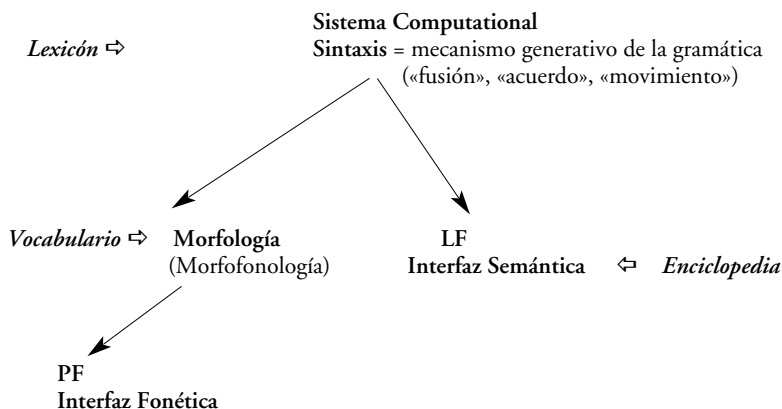 Sistema Computational
Lexicón ⇨ Sintaxis = mecanismo generativo de la gramática
(«fusión», «acuerdo», «movimiento»)
Vocabulario ⇨ Morfología LF
(Morfofonología) Interfaz Semántica ⇦ Enciclopedia
PF
Interfaz Fonética